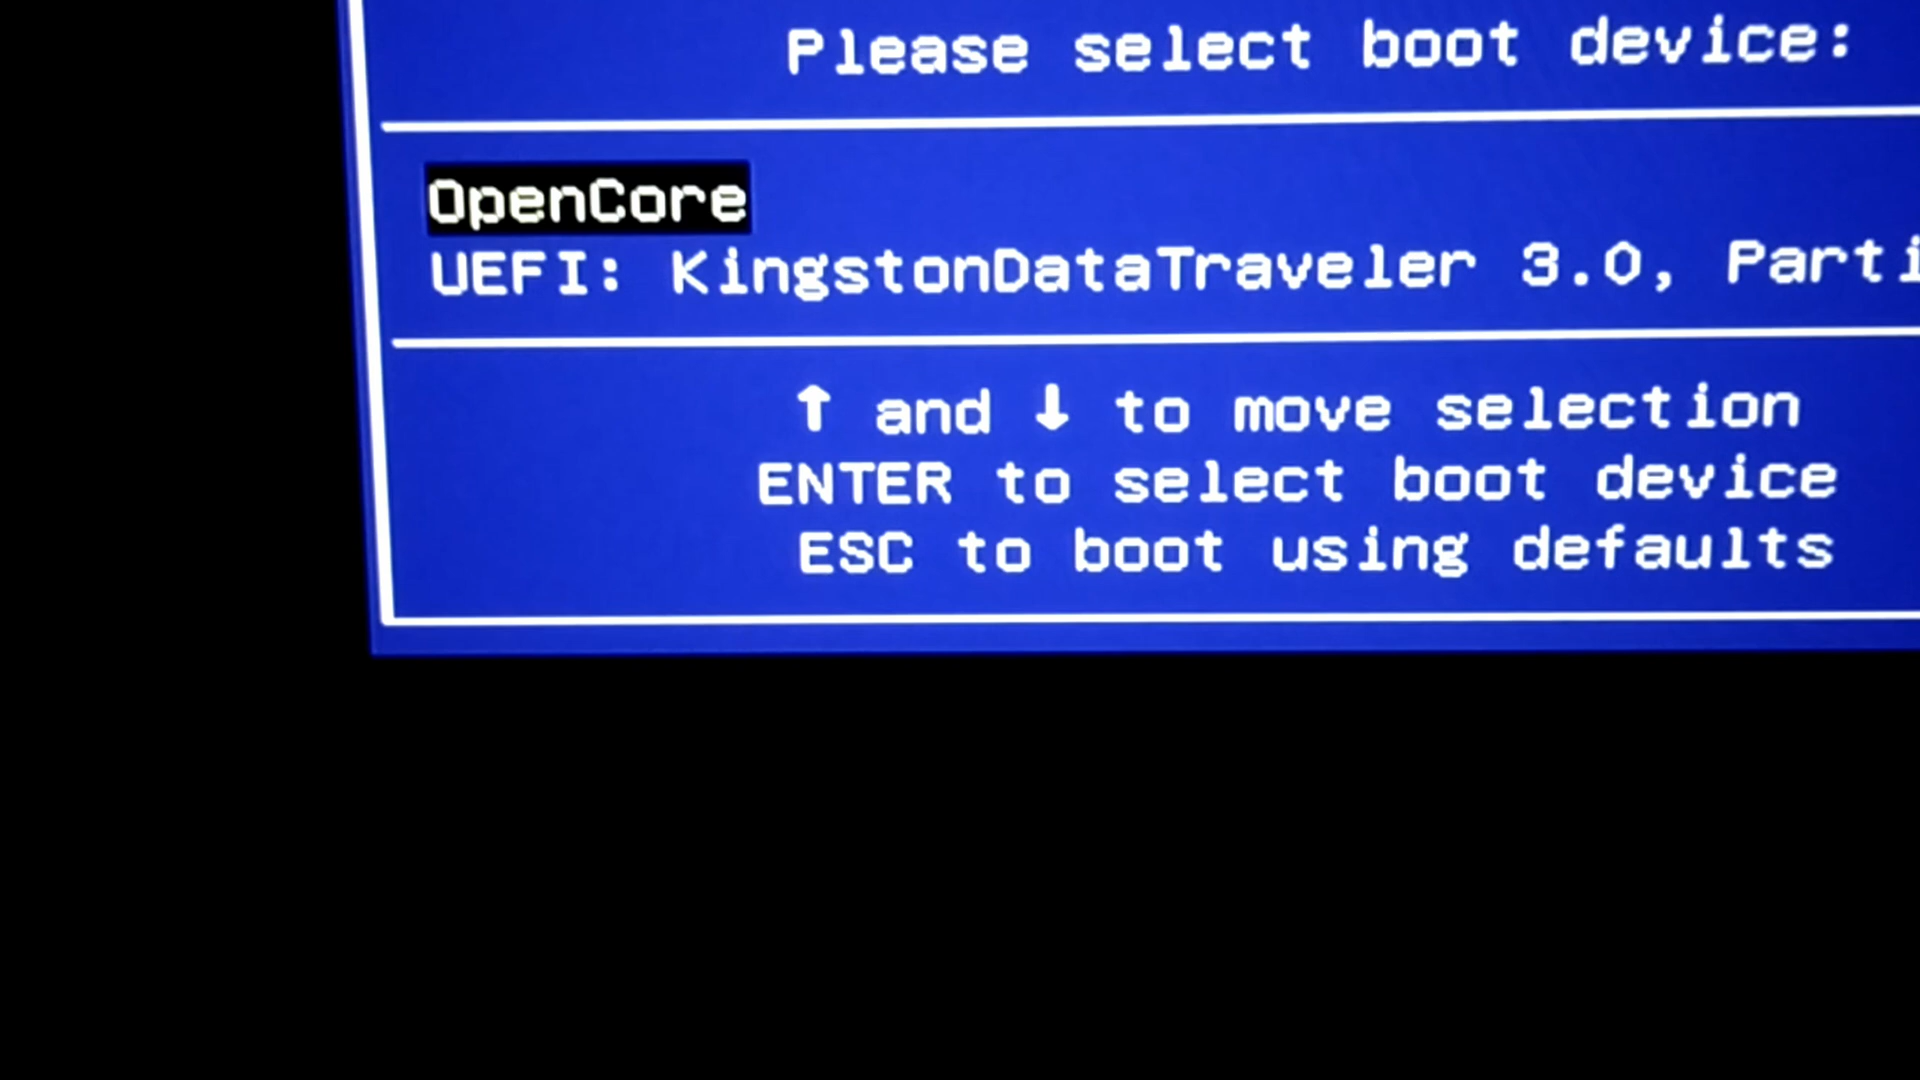 Please select boot device:
OpenCore
UEFI: KingstonDataTraveler 3.0,
↑ and ↓ to move selection
ENTER to select boot device
ESC to boot using defaults